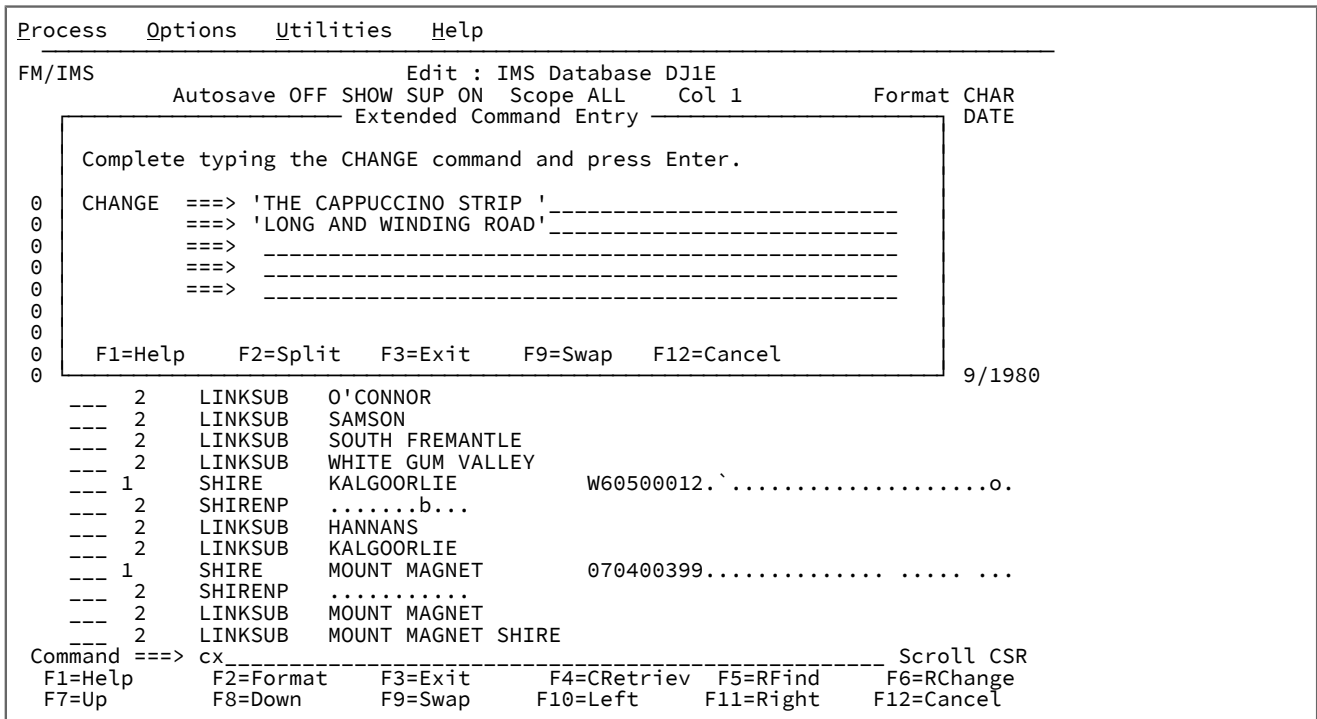 Process   Options   Utilities   Help
FM/IMS                        Edit : IMS Database DJ1E
Autosave OFF SHOW SUP ON  Scope ALL    Col 1          Format CHAR
Extended Command Entry   DATE
Complete typing the CHANGE command and press Enter.
0   CHANGE  ===> 'THE CAPPUCCINO STRIP '___________________________
0           ===> 'LONG AND WINDING ROAD'___________________________
0           ===>  _________________________________________________
0           ===>  _________________________________________________
0           ===>  _________________________________________________
0
0
0    F1=Help    F2=Split   F3=Exit    F9=Swap   F12=Cancel
0   9/1980
___  2    LINKSUB   O'CONNOR
___  2    LINKSUB   SAMSON
___  2    LINKSUB   SOUTH FREMANTLE
___  2    LINKSUB   WHITE GUM VALLEY
___ 1     SHIRE     KALGOORLIE          W60500012.`....................o.
___  2    SHIRENP   .......b...
___  2    LINKSUB   HANNANS
___  2    LINKSUB   KALGOORLIE
___ 1     SHIRE     MOUNT MAGNET        070400399.............. ..... ...
___  2    SHIRENP   ...........
___  2    LINKSUB   MOUNT MAGNET
___  2    LINKSUB   MOUNT MAGNET SHIRE
Command ===> cx___________________________________________________ Scroll CSR
F1=Help      F2=Format    F3=Exit      F4=CRetriev  F5=RFind     F6=RChange
F7=Up        F8=Down      F9=Swap     F10=Left     F11=Right    F12=Cancel